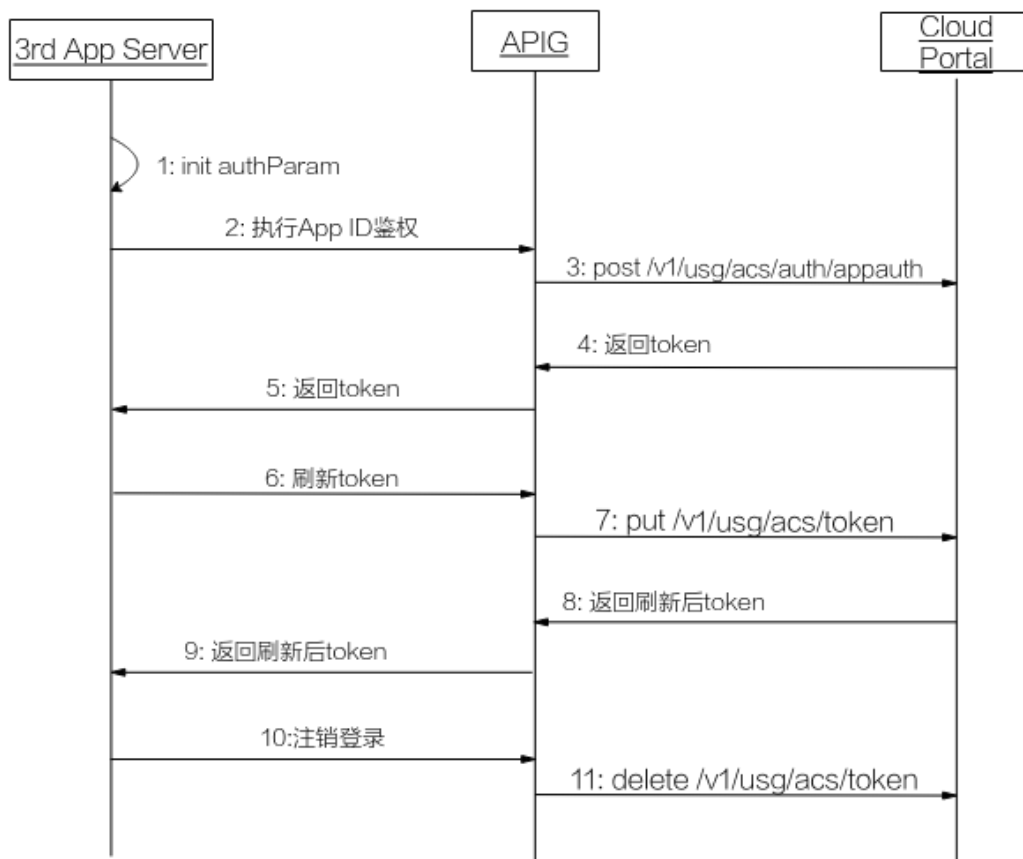 3rd App Server
APIG
Cloud
Portal
1: init authParam
2: 执行App ID鉴权
3: post /v1/usg/acs/auth/appauth
4: 返回token
5: 返回token
6: 刷新token
7: put /v1/usg/acs/token
8: 返回刷新后token
9: 返回刷新后token
10:注销登录
11: delete /v1/usg/acs/token